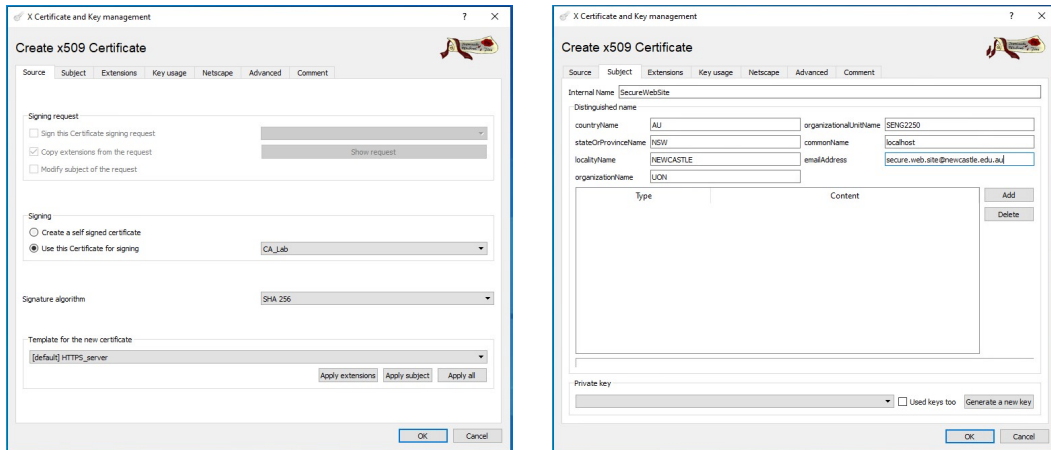 X Certificate and Key management ? X
Create x509 Certificate
Source Subject Extensions Key usage Netscape Advanced Comment
Signing request
Sign this Certificate signing request
Copy extensions from the request Show request
Modify subject of the request
Signing
Create a self signed certificate
Use this Certificate for signing CA_Lab
Signature algorithm SHA 256
Template for the new certificate
[default] HTTPS_server
Apply extensions Apply subject Apply all
OK Cancel
X Certificate and Key management ? X
Create x509 Certificate
Source Subject Extensions Key usage Netscape Advanced Comment
Internal Name SecureWebSite
Distinguished name
countryName AU organizationalUnitName SENG2250
stateOrProvinceName NSW commonName localhost
localityName NEWCASTLE emailAddress secure.web.site@newcastle.edu.au
organizationName UON
Type Content Add
Delete
Private key
Used keys too Generate a new key
OK Cancel